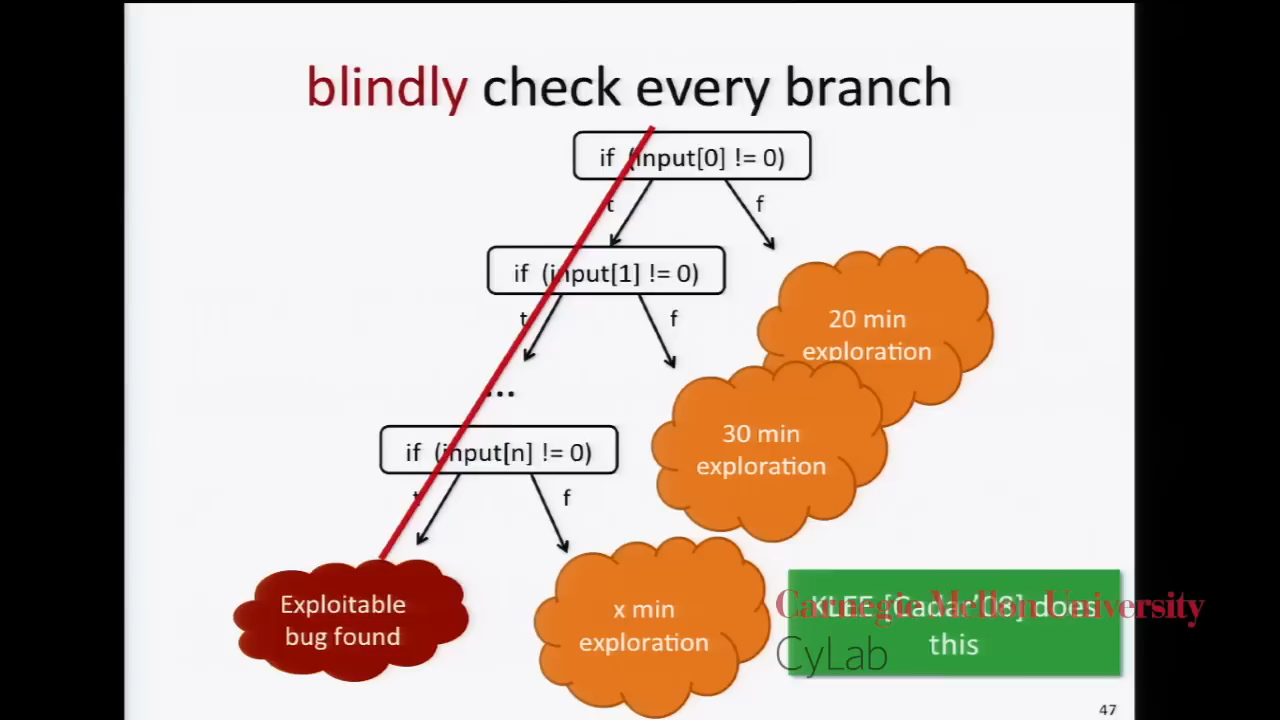 blindly check every branch
if (input[0] != 0)
t
f
if (input[1] != 0)
t
f
20 min
exploration
...
30 min
exploration
if (input[n] != 0)
t
f
Exploitable
bug found
x min
exploration
KLEE [Cadar'08] does
this
Carnegie Mellon University
CyLab
47